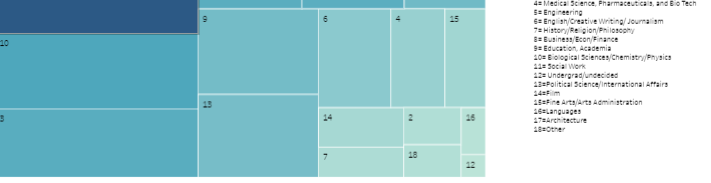 9
6
4
15
10
13
3
14
2
16
7
18
12
4= Medical Science, Pharmaceuticals, and Bio Tech
5= Engineering
6= English/Creative Writing/ Journalism
7= History/Religion/Philosophy
8= Business/Econ/Finance
9= Education, Academia
10= Biological Sciences/Chemistry/Physics
11= Social Work
12= Undergrad/undecided
13=Political Science/International Affairs
14=Film
15=Fine Arts/Arts Administration
16=Languages
17=Architecture
18=Other